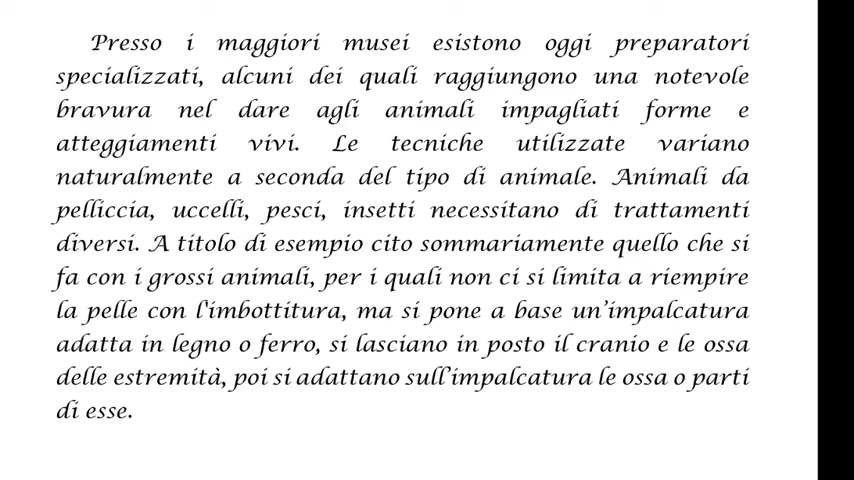 Presso i maggiori musei esistono oggi preparatori
specializzati, alcuni dei quali raggiungono una notevole
bravura nel dare agli animali impagliati forme e
atteggiamenti vivi. Le tecniche utilizzate variano
naturalmente a seconda del tipo di animale. Animali da
pelliccia, uccelli, pesci, insetti necessitano di trattamenti
diversi. A titolo di esempio cito sommariamente quello che si
fa con i grossi animali, per i quali non ci si limita a riempire
la pelle con l'imbottitura, ma si pone a base un'impalcatura
adatta in legno o ferro, si lasciano in posto il cranio e le ossa
delle estremità, poi si adattano sull'impalcatura le ossa o parti
di esse.